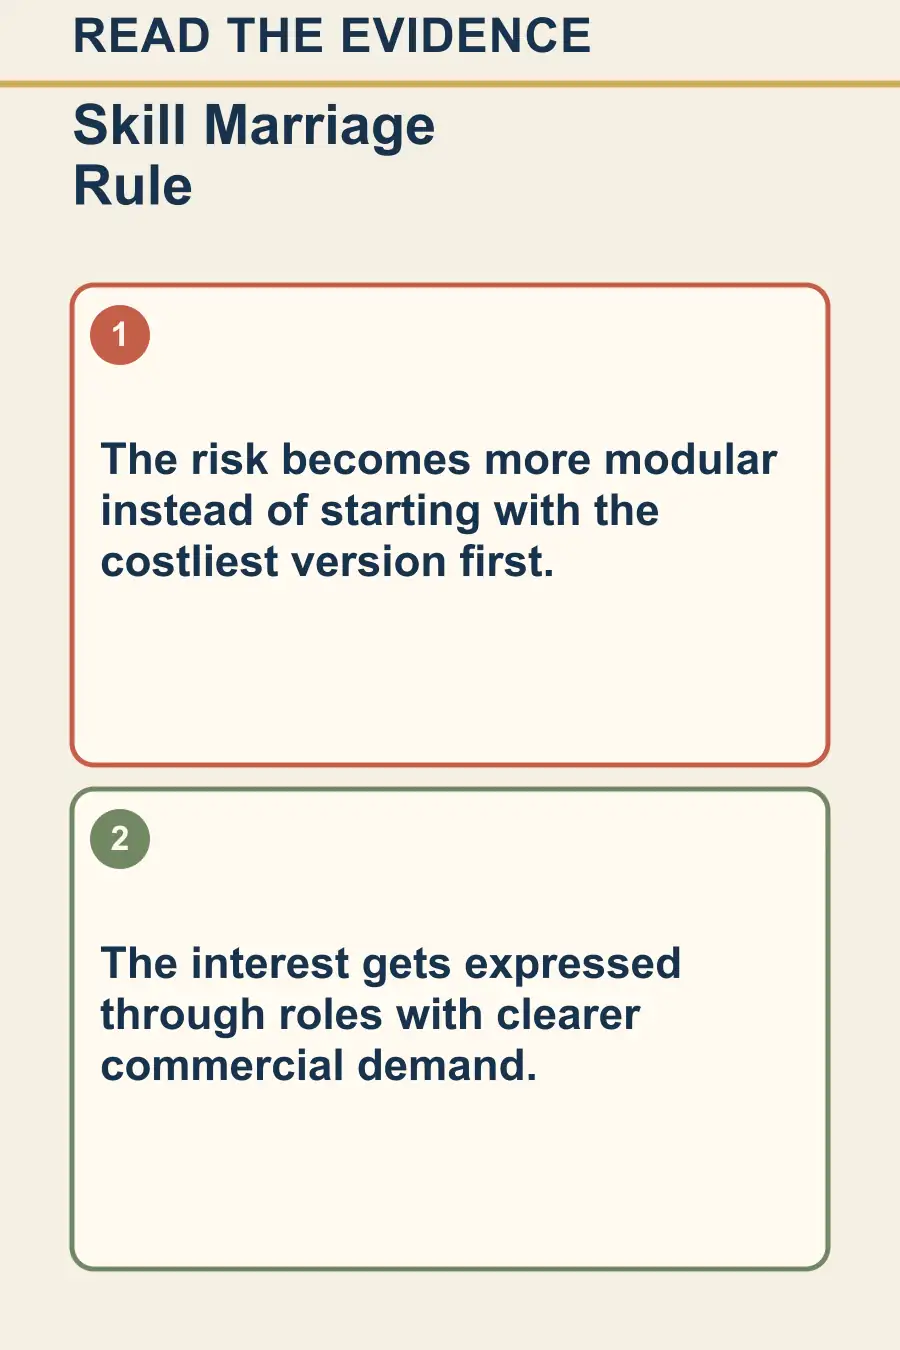 READ THE EVIDENCE
Skill Marriage
Rule
1
The risk becomes more modular
instead of starting with the
costliest version first.
2
The interest gets expressed
through roles with clearer
commercial demand.